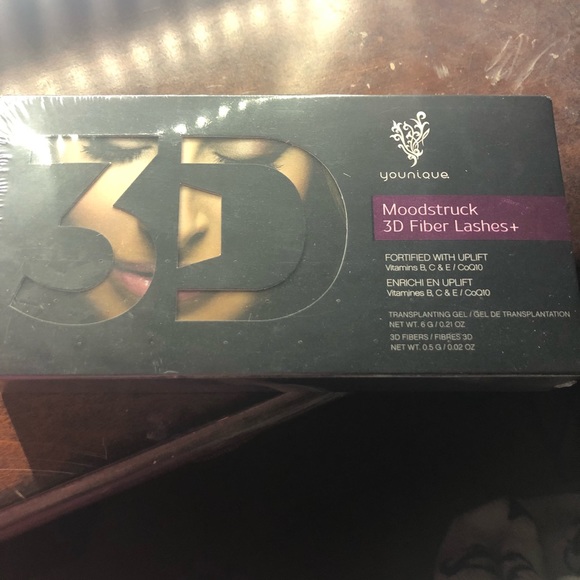 3D
younique
Moodstruck
3D Fiber Lashes+
FORTIFIED WITH UPLIFT
Vitamins B, C & E / CoQ10
ENRICHI EN UPLIFT
Vitamines B, C & E / CoQ10
TRANSPLANTING GEL / GEL DE TRANSPLANTATION
NET WT. 6 G / 0.21 OZ
3D FIBERS / FIBRES 3D
NET WT. 0.5 G / 0.02 OZ